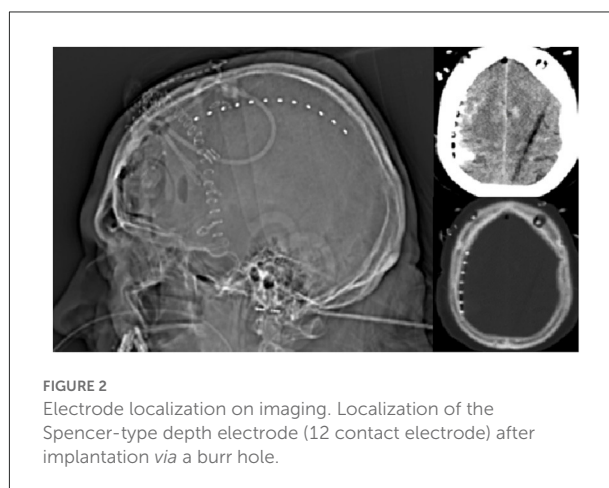 FIGURE 2
Electrode localization on imaging. Localization of the
Spencer-type depth electrode (12 contact electrode) after
implantation via a burr hole.